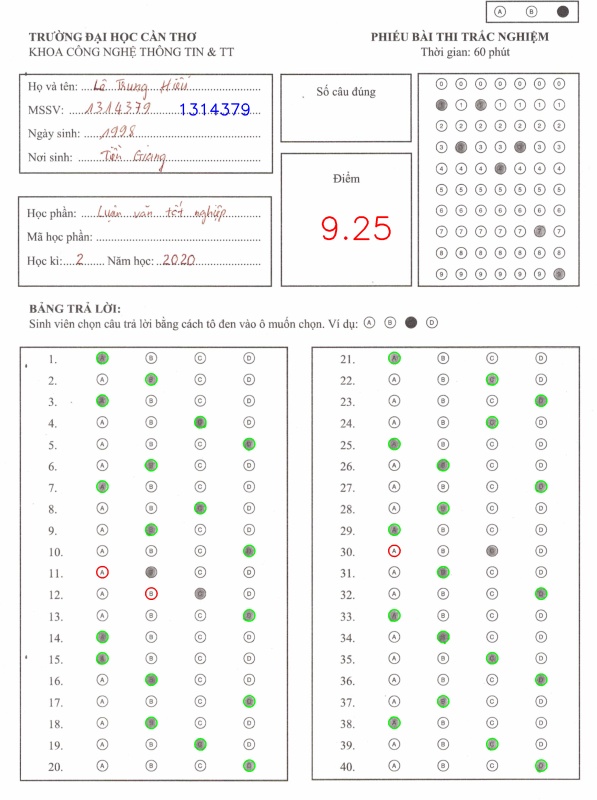 A B
TRƯỜNG ĐẠI HỌC CẦN THƠ
KHOA CÔNG NGHỆ THÔNG TIN & TT
PHIẾU BÀI THI TRẮC NGHIỆM
Thời gian: 60 phút
Họ và tên: Lê Trung Hiếu
MSSV: 1314379 1314379
Ngày sinh: 1998
Nơi sinh: Tiền Giang
Số câu đúng
Điểm
9.25
Học phần: Luận văn tốt nghiệp
Mã học phần:
Học kì: 2 Năm học: 2020
0 0 0 0 0 0 0
1 1 1 1 1 1 1
2 2 2 2 2 2 2
3 3 3 3 3 3 3
4 4 4 4 4 4 4
5 5 5 5 5 5 5
6 6 6 6 6 6 6
7 7 7 7 7 7 7
8 8 8 8 8 8 8
9 9 9 9 9 9 9
BẢNG TRẢ LỜI:
Sinh viên chọn câu trả lời bằng cách tô đen vào ô muốn chọn. Ví dụ: A B D
1. A B C D
2. A B C D
3. A B C D
4. A B C D
5. A B C D
6. A B C D
7. A B C D
8. A B C D
9. A B C D
10. A B C D
11. A B C D
12. A B C D
13. A B C D
14. A B C D
15. A B C D
16. A B C D
17. A B C D
18. A B C D
19. A B C D
20. A B C D
21. A B C D
22. A B C D
23. A B C D
24. A B C D
25. A B C D
26. A B C D
27. A B C D
28. A B C D
29. A B C D
30. A B C D
31. A B C D
32. A B C D
33. A B C D
34. A B C D
35. A B C D
36. A B C D
37. A B C D
38. A B C D
39. A B C D
40. A B C D